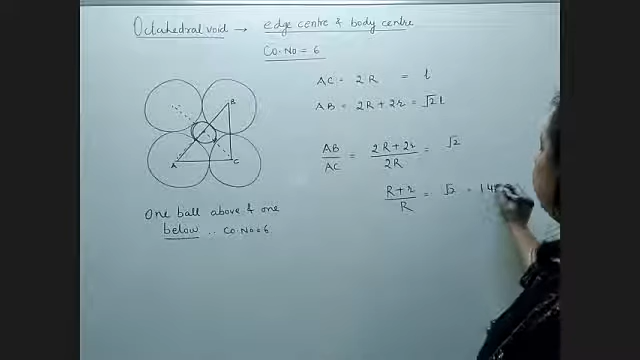 Octahedral void → edge centre & body centre
Co. No = 6
AC = 2R = l
AB = 2R + 2r = √2 l
AB/AC = 2R + 2r/2R = √2
R + r/R = √2 = 1.4
B
A
C
One ball above & one
below ∴ Co. No = 6